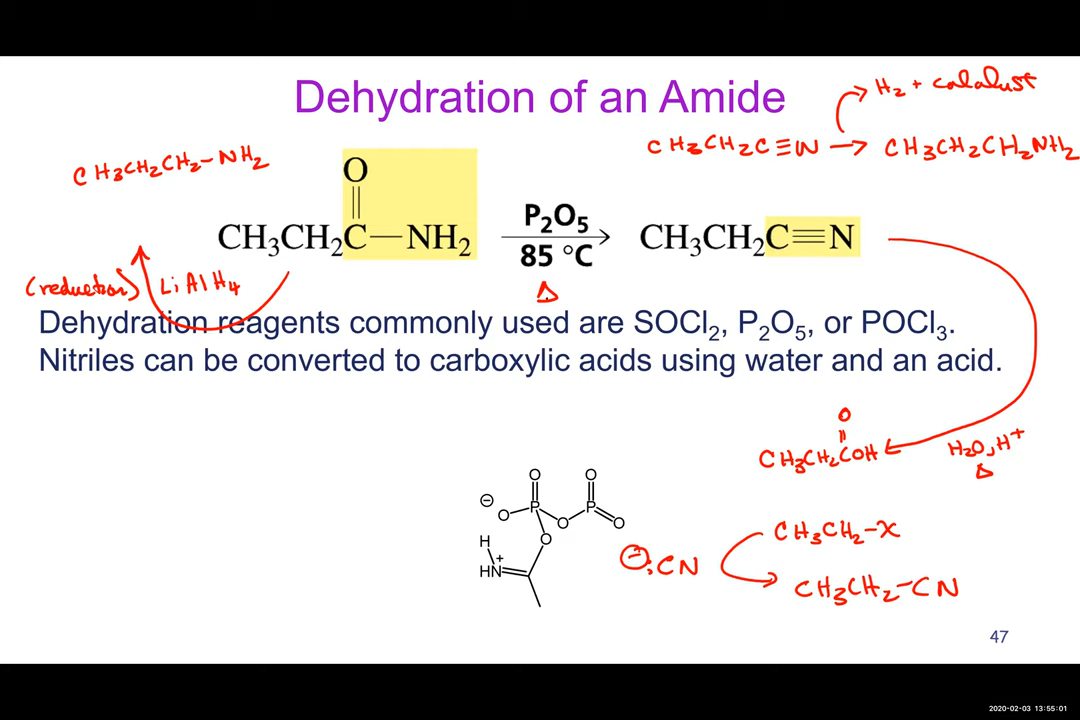 Dehydration of an Amide
H2 + catalust
CH3CH2C≡N → CH3CH2CH2NH2
CH3CH2CH2-NH2
O
CH3CH2C—NH2
P2O5
85 °C
Δ
CH3CH2C≡N
(reduction) LiAlH4
Dehydration reagents commonly used are SOCl2, P2O5, or POCl3.
Nitriles can be converted to carboxylic acids using water and an acid.
O
CH3CH2COH
H2O, H+
Δ
O O
⊖ O P O P O
H O
HN +
⊖:CN
CH3CH2-X
CH3CH2-CN
47
2020-02-03 13:55:01